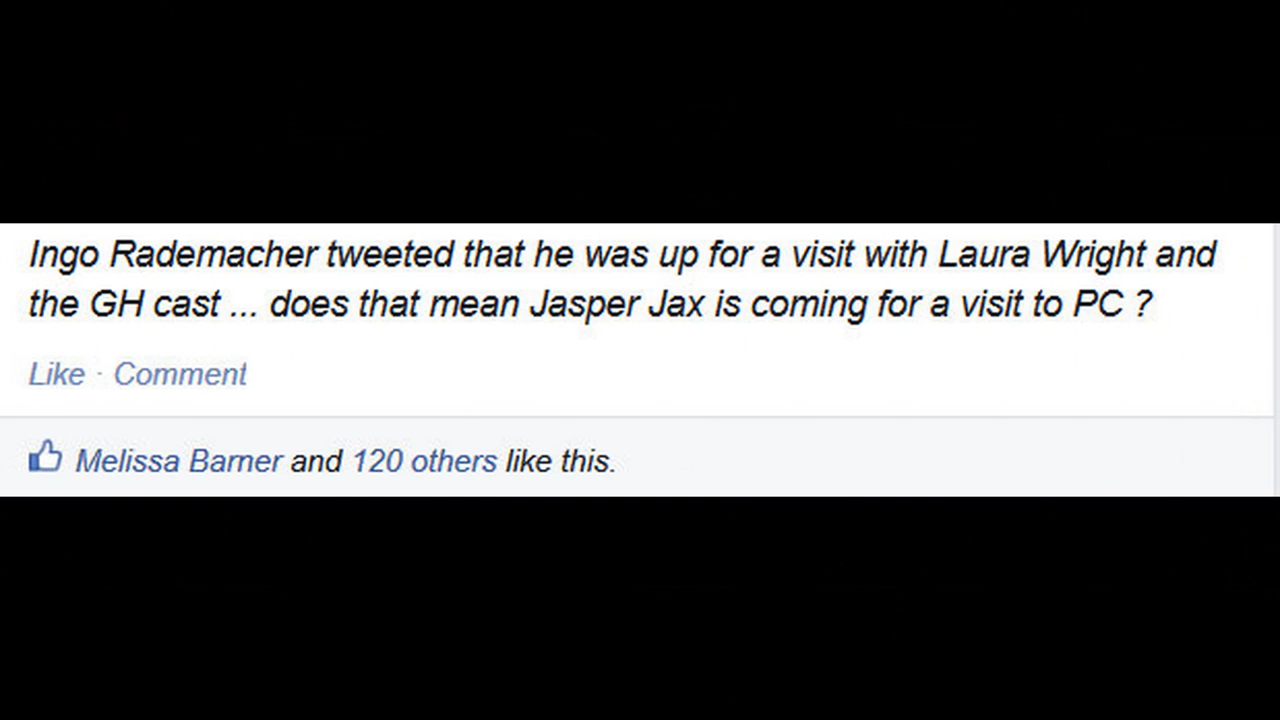 Ingo Rademacher tweeted that he was up for a visit with Laura Wright and
the GH cast ... does that mean Jasper Jax is coming for a visit to PC ?
Like · Comment
Melissa Barner and 120 others like this.